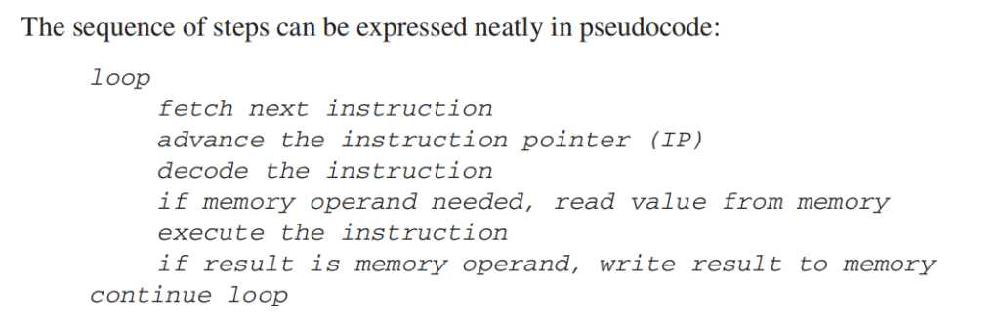 The sequence of steps can be expressed neatly in pseudocode:
loop
fetch next instruction
advance the instruction pointer (IP)
decode the instruction
if memory operand needed, read value from memory
execute the instruction
if result is memory operand, write result to memory
continue loop